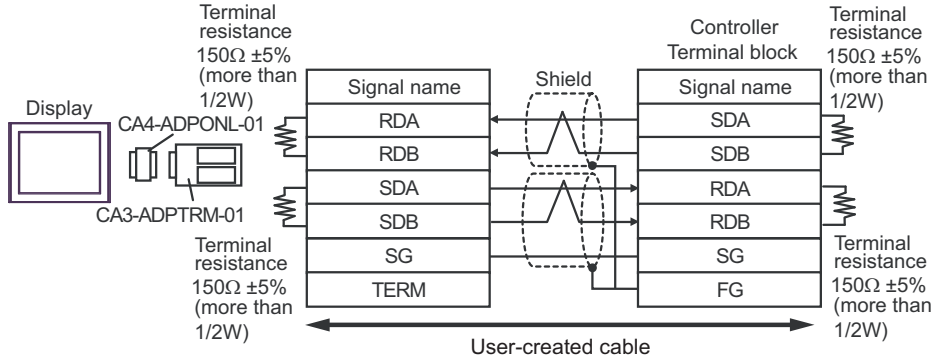 Terminal
resistance
150Ω ±5%
(more than
1/2W)
Display
CA4-ADPONL-01
CA3-ADPTRM-01
Terminal
resistance
150Ω ±5%
(more than
1/2W)
Signal name
RDA
RDB
SDA
SDB
SG
TERM
Shield
Controller
Terminal block
Signal name
SDA
SDB
RDA
RDB
SG
FG
Terminal
resistance
150Ω ±5%
(more than
1/2W)
Terminal
resistance
150Ω ±5%
(more than
1/2W)
User-created cable